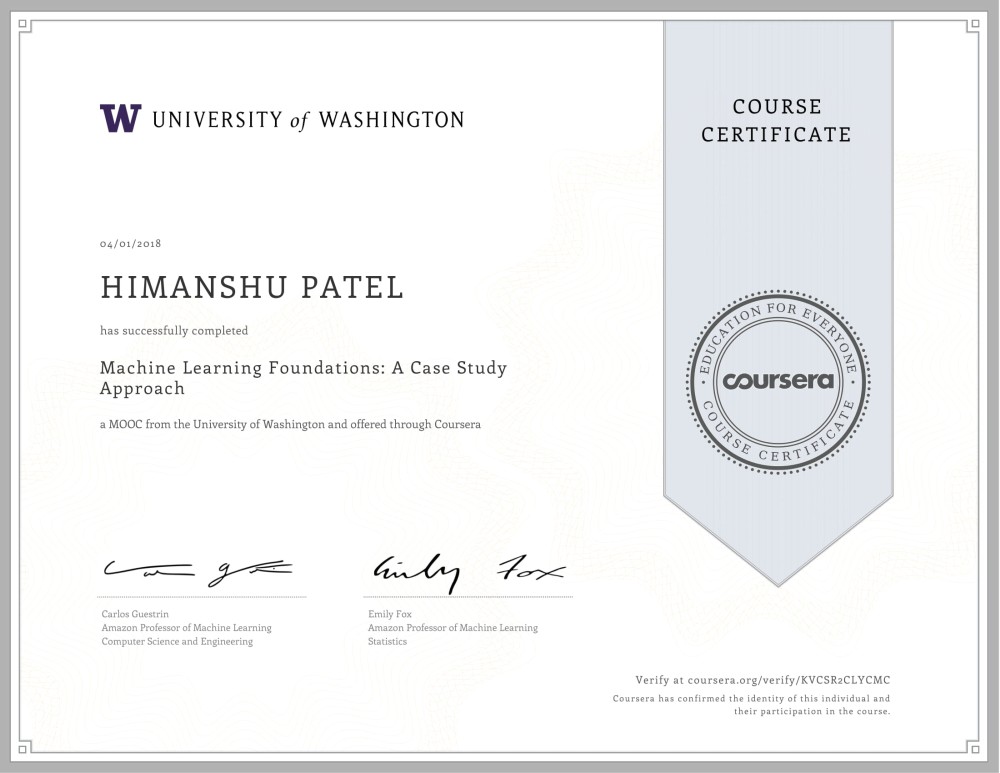 W UNIVERSITY of WASHINGTON
COURSE
CERTIFICATE
04/01/2018
HIMANSHU PATEL
has successfully completed
Machine Learning Foundations: A Case Study
Approach
a MOOC from the University of Washington and offered through Coursera
EDUCATION FOR EVERYONE
coursera
COURSE CERTIFICATE
Emily Fox
Carlos Guestrin
Amazon Professor of Machine Learning
Computer Science and Engineering
Emily Fox
Amazon Professor of Machine Learning
Statistics
Verify at coursera.org/verify/KVCSR2CLYCMC
Coursera has confirmed the identity of this individual and
their participation in the course.